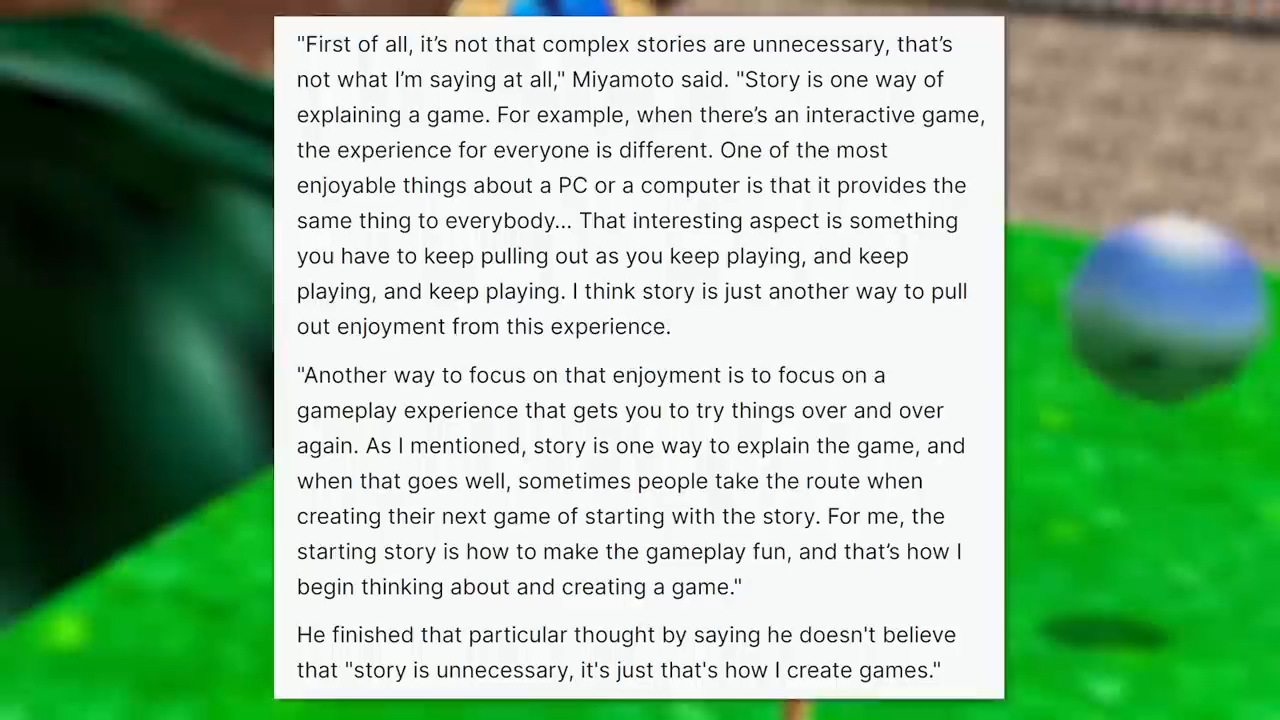 "First of all, it’s not that complex stories are unnecessary, that’s
not what I’m saying at all," Miyamoto said. "Story is one way of
explaining a game. For example, when there’s an interactive game,
the experience for everyone is different. One of the most
enjoyable things about a PC or a computer is that it provides the
same thing to everybody... That interesting aspect is something
you have to keep pulling out as you keep playing, and keep
playing, and keep playing. I think story is just another way to pull
out enjoyment from this experience.
"Another way to focus on that enjoyment is to focus on a
gameplay experience that gets you to try things over and over
again. As I mentioned, story is one way to explain the game, and
when that goes well, sometimes people take the route when
creating their next game of starting with the story. For me, the
starting story is how to make the gameplay fun, and that’s how I
begin thinking about and creating a game."
He finished that particular thought by saying he doesn't believe
that "story is unnecessary, it's just that's how I create games."